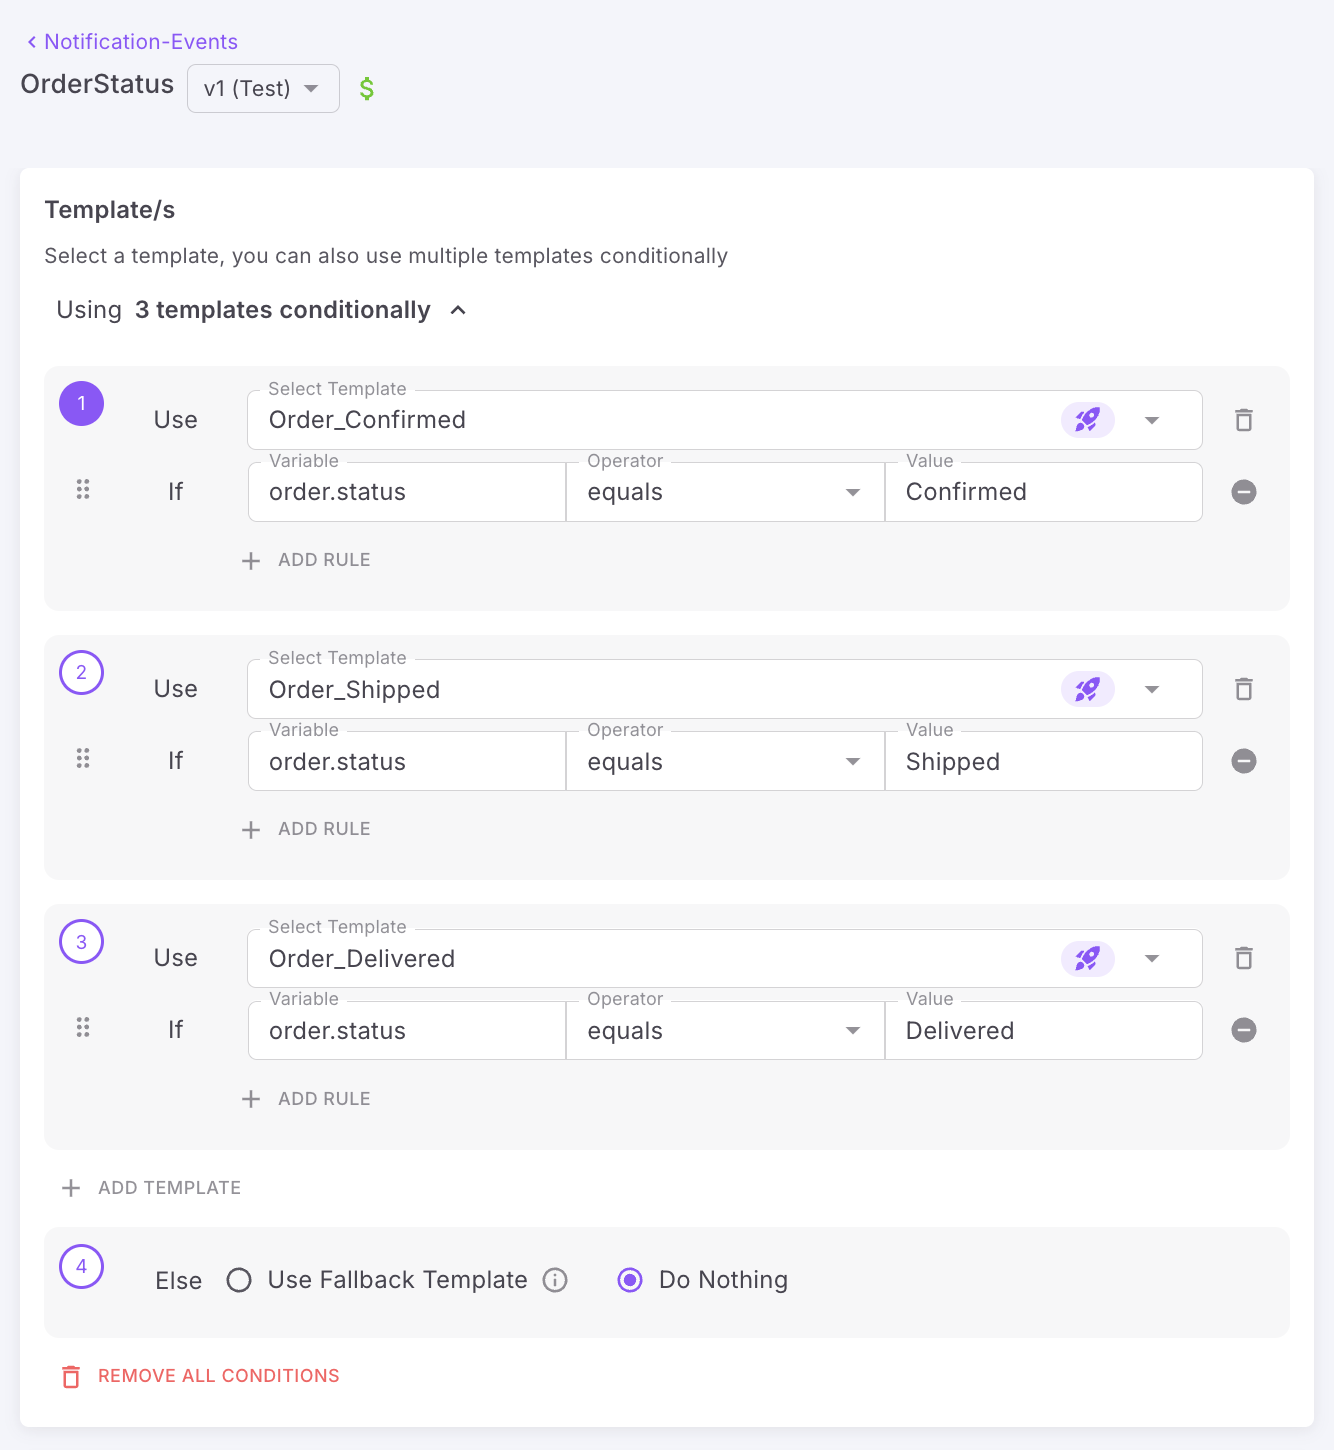 Notification-Events
OrderStatus v1 (Test) $
Template/s
Select a template, you can also use multiple templates conditionally
Using 3 templates conditionally
1
Select Template
Use Order_Confirmed
Variable Operator Value
If order.status equals Confirmed
ADD RULE
2
Select Template
Use Order_Shipped
Variable Operator Value
If order.status equals Shipped
ADD RULE
3
Select Template
Use Order_Delivered
Variable Operator Value
If order.status equals Delivered
ADD RULE
ADD TEMPLATE
4
Else Use Fallback Template Do Nothing
REMOVE ALL CONDITIONS